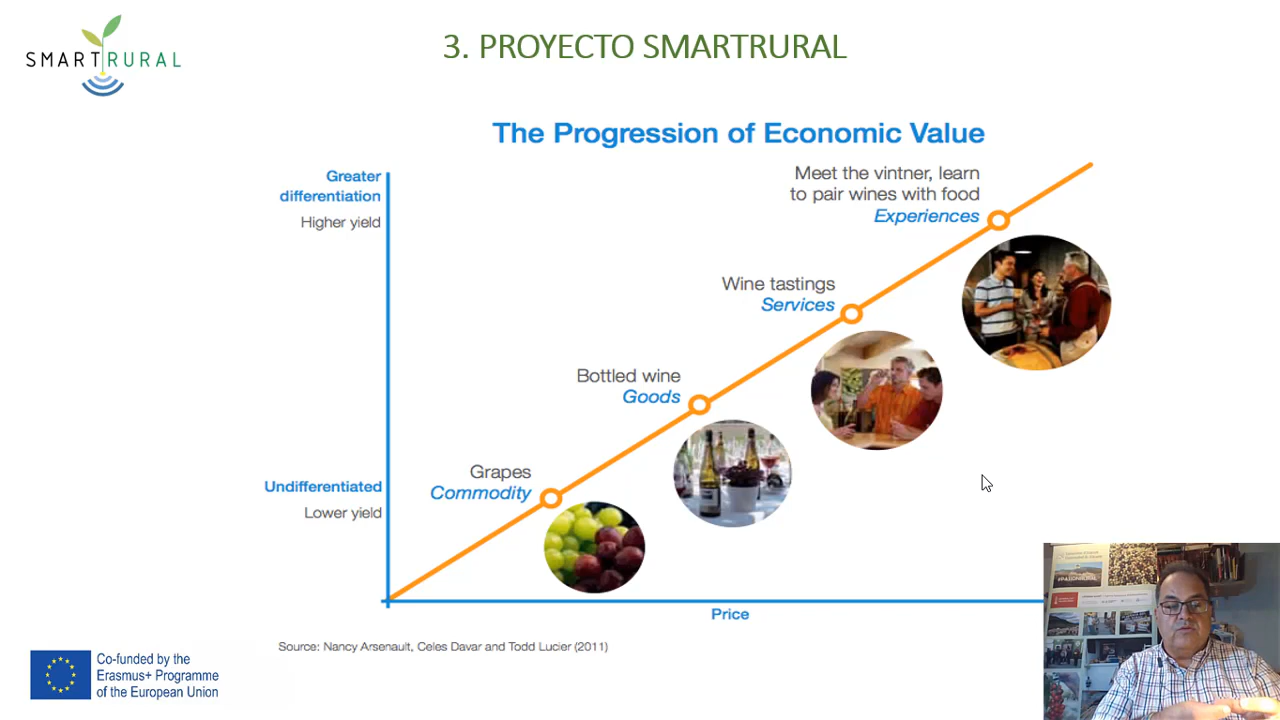 SMARTRURAL
3. PROYECTO SMARTRURAL
The Progression of Economic Value
Greater
differentiation
Higher yield
Meet the vintner, learn
to pair wines with food
Experiences
Wine tastings
Services
Bottled wine
Goods
Grapes
Commodity
Undifferentiated
Lower yield
Price
Source: Nancy Arsenault, Celes Davar and Todd Lucier (2011)
Co-funded by the
Erasmus+ Programme
of the European Union